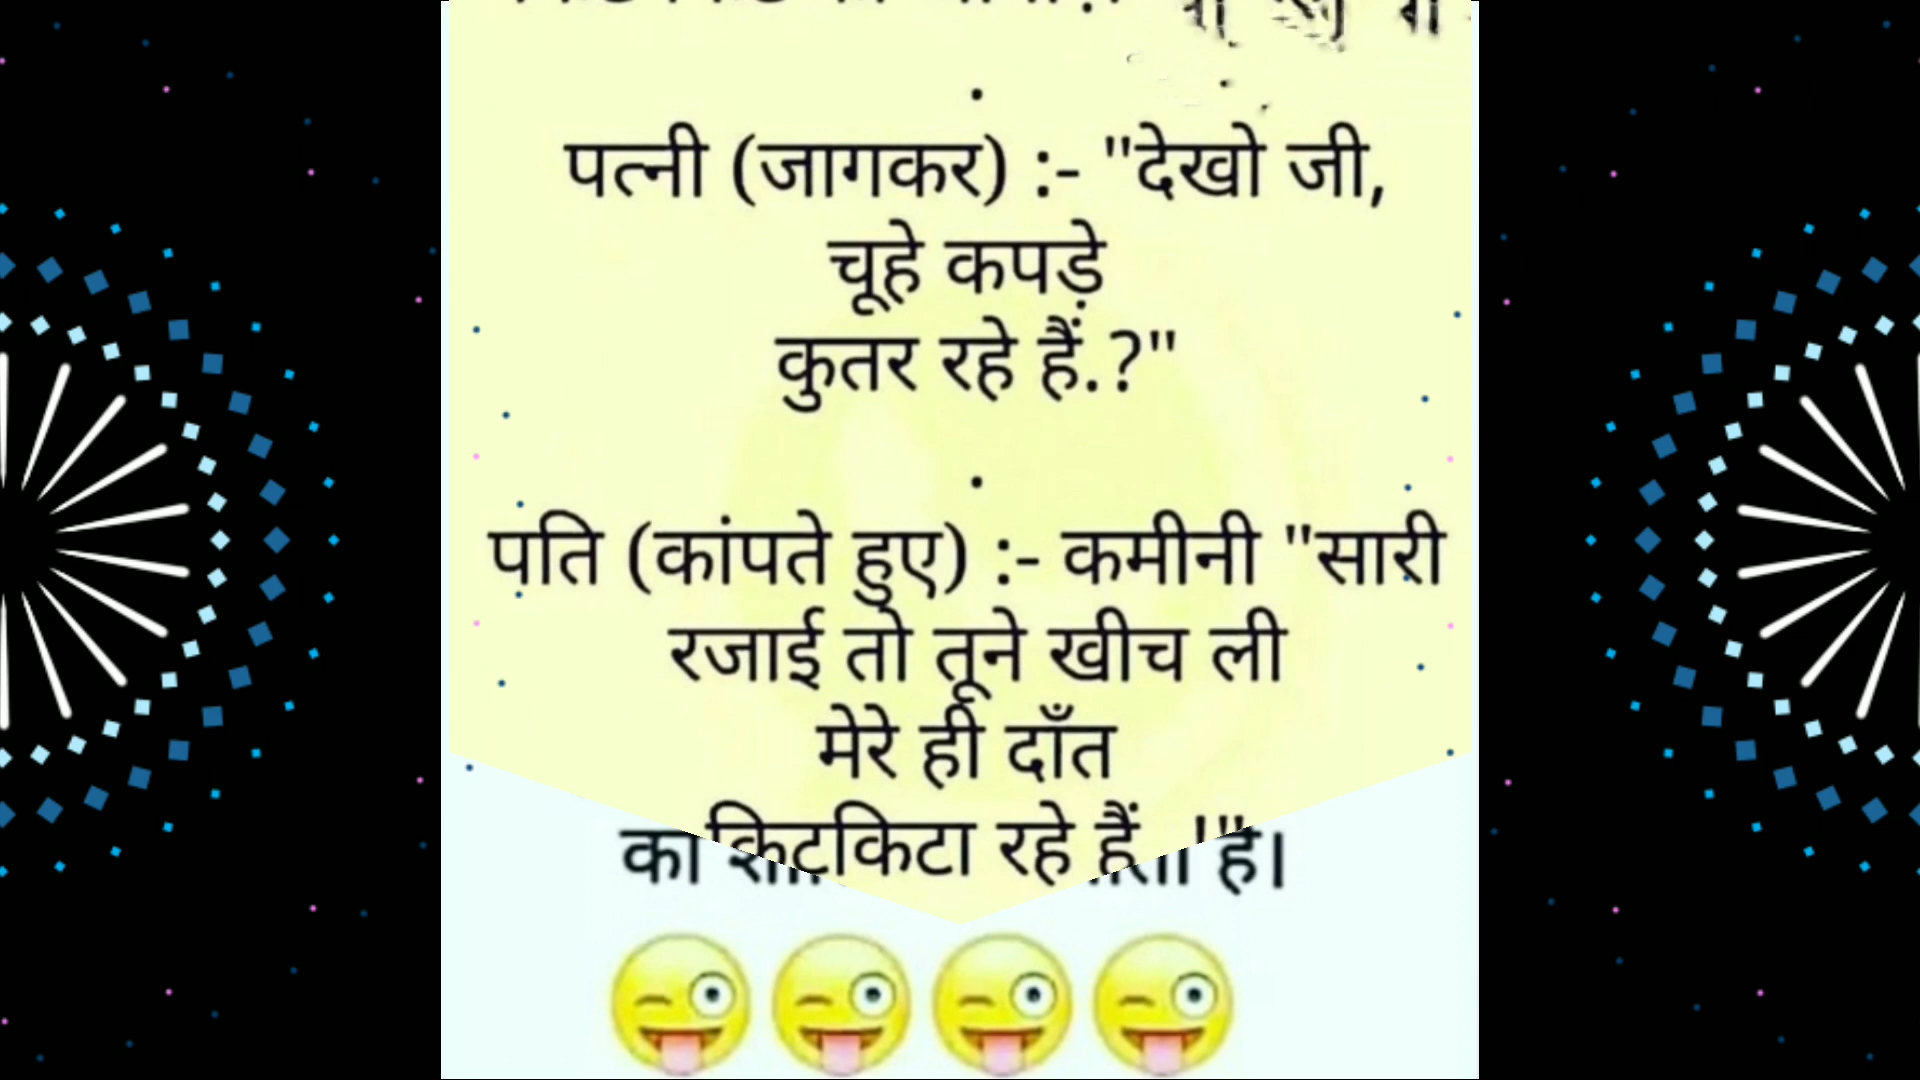 .
पत्नी (जागकर) :- "देखो जी,
चूहे कपड़े
कुतर रहे हैं.?"
.
पति (कांपते हुए) :- कमीनी "सारी
रजाई तो तूने खीच ली
मेरे ही दाँत
किटकिटा रहे हैं